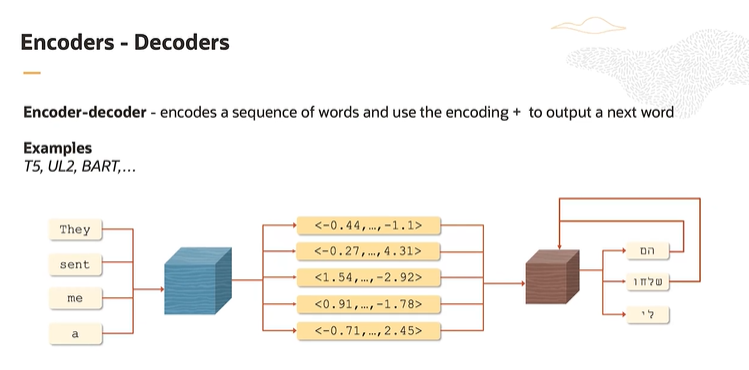 Encoders - Decoders
Encoder-decoder - encodes a sequence of words and use the encoding + to output a next word
Examples
T5, UL2, BART,...
They
sent
me
a
<-0.44,...,-1.1>
<-0.27,...,4.31>
<1.54,...,-2.92>
<0.91,...,-1.78>
<-0.71,...,2.45>
הם
שלחו
לי